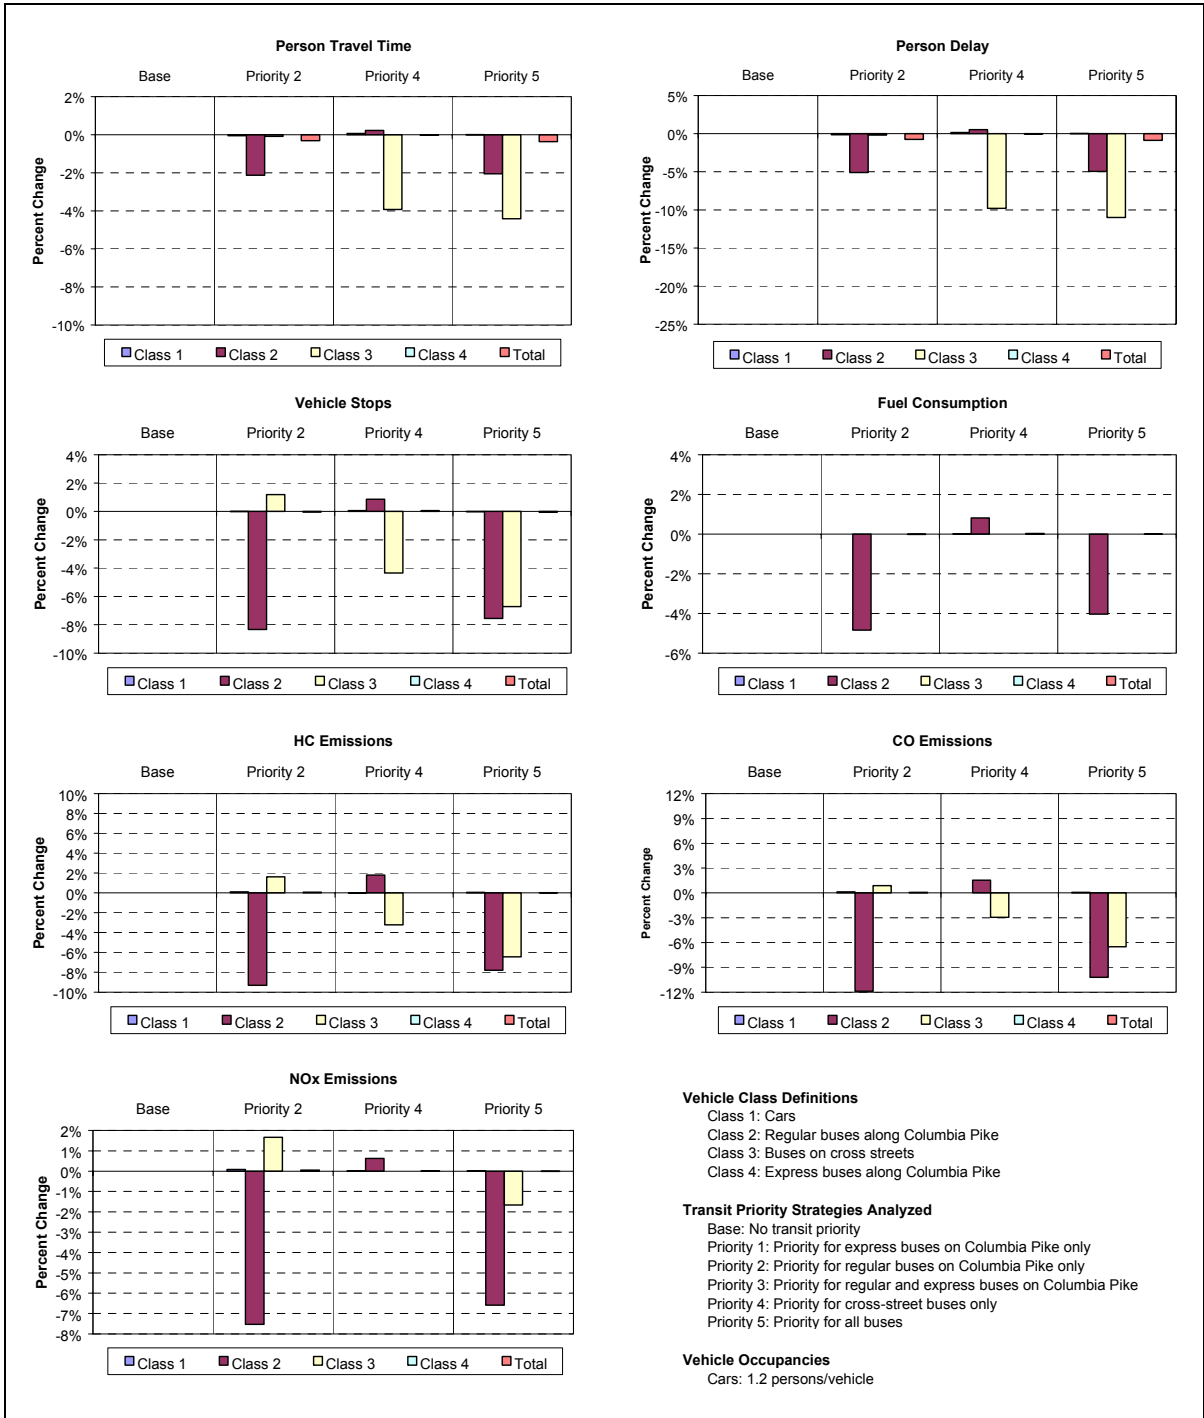 Person Travel Time
Base Priority 2 Priority 4 Priority 5
2%
0%
-2%
-4%
-6%
-8%
-10%
Percent Change
Class 1 Class 2 Class 3 Class 4 Total
Person Delay
Base Priority 2 Priority 4 Priority 5
5%
0%
-5%
-10%
-15%
-20%
-25%
Percent Change
Class 1 Class 2 Class 3 Class 4 Total
Vehicle Stops
Base Priority 2 Priority 4 Priority 5
4%
2%
0%
-2%
-4%
-6%
-8%
-10%
Percent Change
Class 1 Class 2 Class 3 Class 4 Total
Fuel Consumption
Base Priority 2 Priority 4 Priority 5
4%
2%
0%
-2%
-4%
-6%
Percent Change
Class 1 Class 2 Class 3 Class 4 Total
HC Emissions
Base Priority 2 Priority 4 Priority 5
10%
8%
6%
4%
2%
0%
-2%
-4%
-6%
-8%
-10%
Percent Change
Class 1 Class 2 Class 3 Class 4 Total
CO Emissions
Base Priority 2 Priority 4 Priority 5
12%
9%
6%
3%
0%
-3%
-6%
-9%
-12%
Percent Change
Class 1 Class 2 Class 3 Class 4 Total
NOx Emissions
Base Priority 2 Priority 4 Priority 5
2%
1%
0%
-1%
-2%
-3%
-4%
-5%
-6%
-7%
-8%
Percent Change
Class 1 Class 2 Class 3 Class 4 Total
Vehicle Class Definitions
Class 1: Cars
Class 2: Regular buses along Columbia Pike
Class 3: Buses on cross streets
Class 4: Express buses along Columbia Pike
Transit Priority Strategies Analyzed
Base: No transit priority
Priority 1: Priority for express buses on Columbia Pike only
Priority 2: Priority for regular buses on Columbia Pike only
Priority 3: Priority for regular and express buses on Columbia Pike
Priority 4: Priority for cross-street buses only
Priority 5: Priority for all buses
Vehicle Occupancies
Cars: 1.2 persons/vehicle